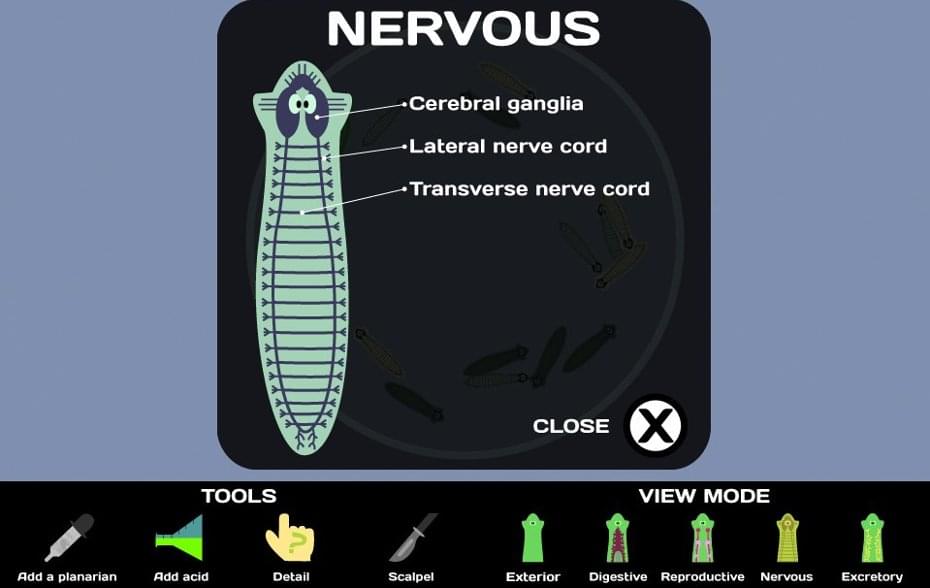 NERVOUS
Cerebral ganglia
Lateral nerve cord
Transverse nerve cord
CLOSE X
TOOLS
Add a planarian
Add acid
Detail
Scalpel
VIEW MODE
Exterior
Digestive
Reproductive
Nervous
Excretory